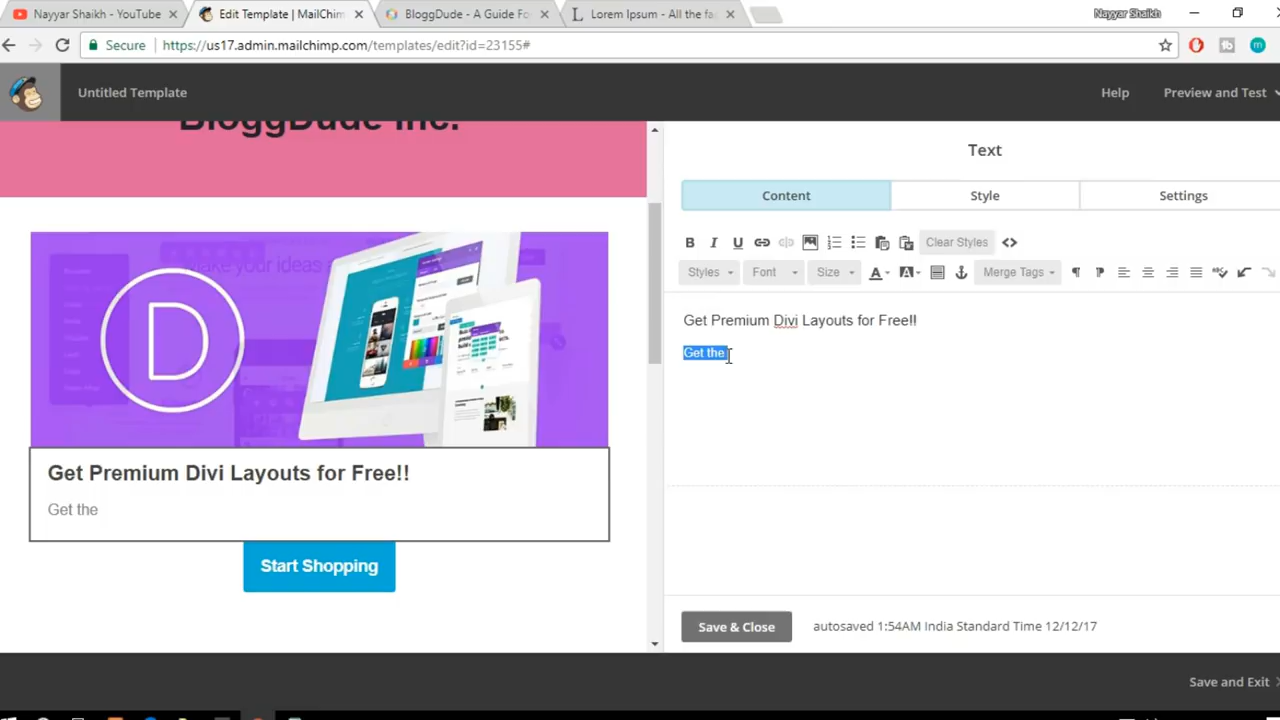 Nayyar Shaikh - YouTube
Edit Template | MailChim
BloggDude - A Guide Fo
Lorem Ipsum - All the fa
Nayyar Shaikh
Secure
https://us17.admin.mailchimp.com/templates/edit?id=23155#
Untitled Template
Help
Preview and Test
BloggDude Inc.
Make your ideas a
D
Get Premium Divi Layouts for Free!!
Get the
Start Shopping
Text
Content
Style
Settings
B I U
Clear Styles
Styles
Font
Size
A
A
Merge Tags
Get Premium Divi Layouts for Free!!
Get the
Save & Close
autosaved 1:54AM India Standard Time 12/12/17
Save and Exit